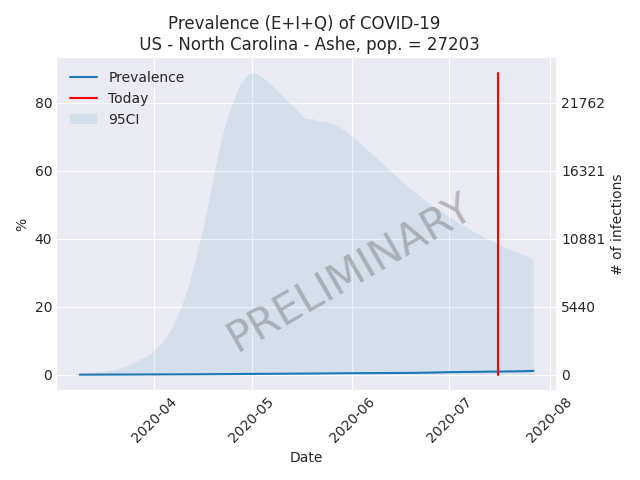 Prevalence (E+I+Q) of COVID-19
US - North Carolina - Ashe, pop. = 27203
Prevalence
Today
95CI
%
80
60
40
20
0
21762
16321
10881
5440
0
# of infections
PRELIMINARY
2020-04
2020-05
2020-06
2020-07
2020-08
Date